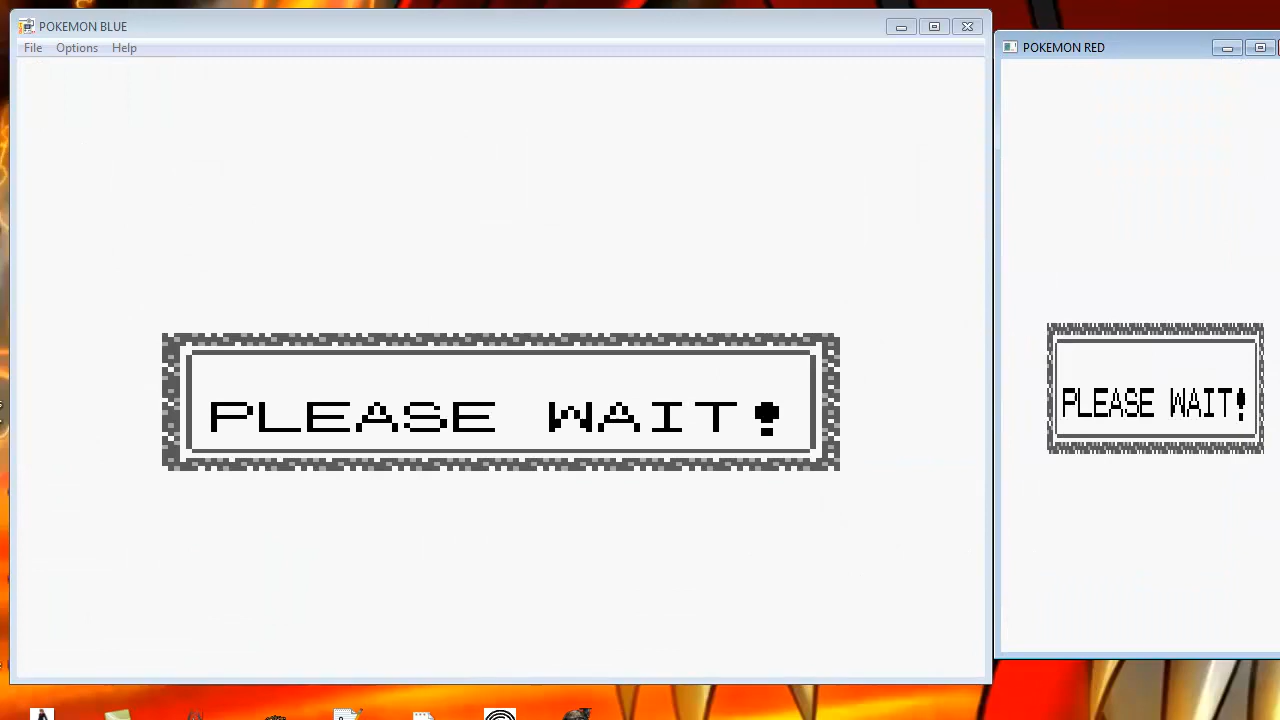 POKEMON BLUE
File Options Help
PLEASE WAIT!
POKEMON RED
PLEASE WAIT!